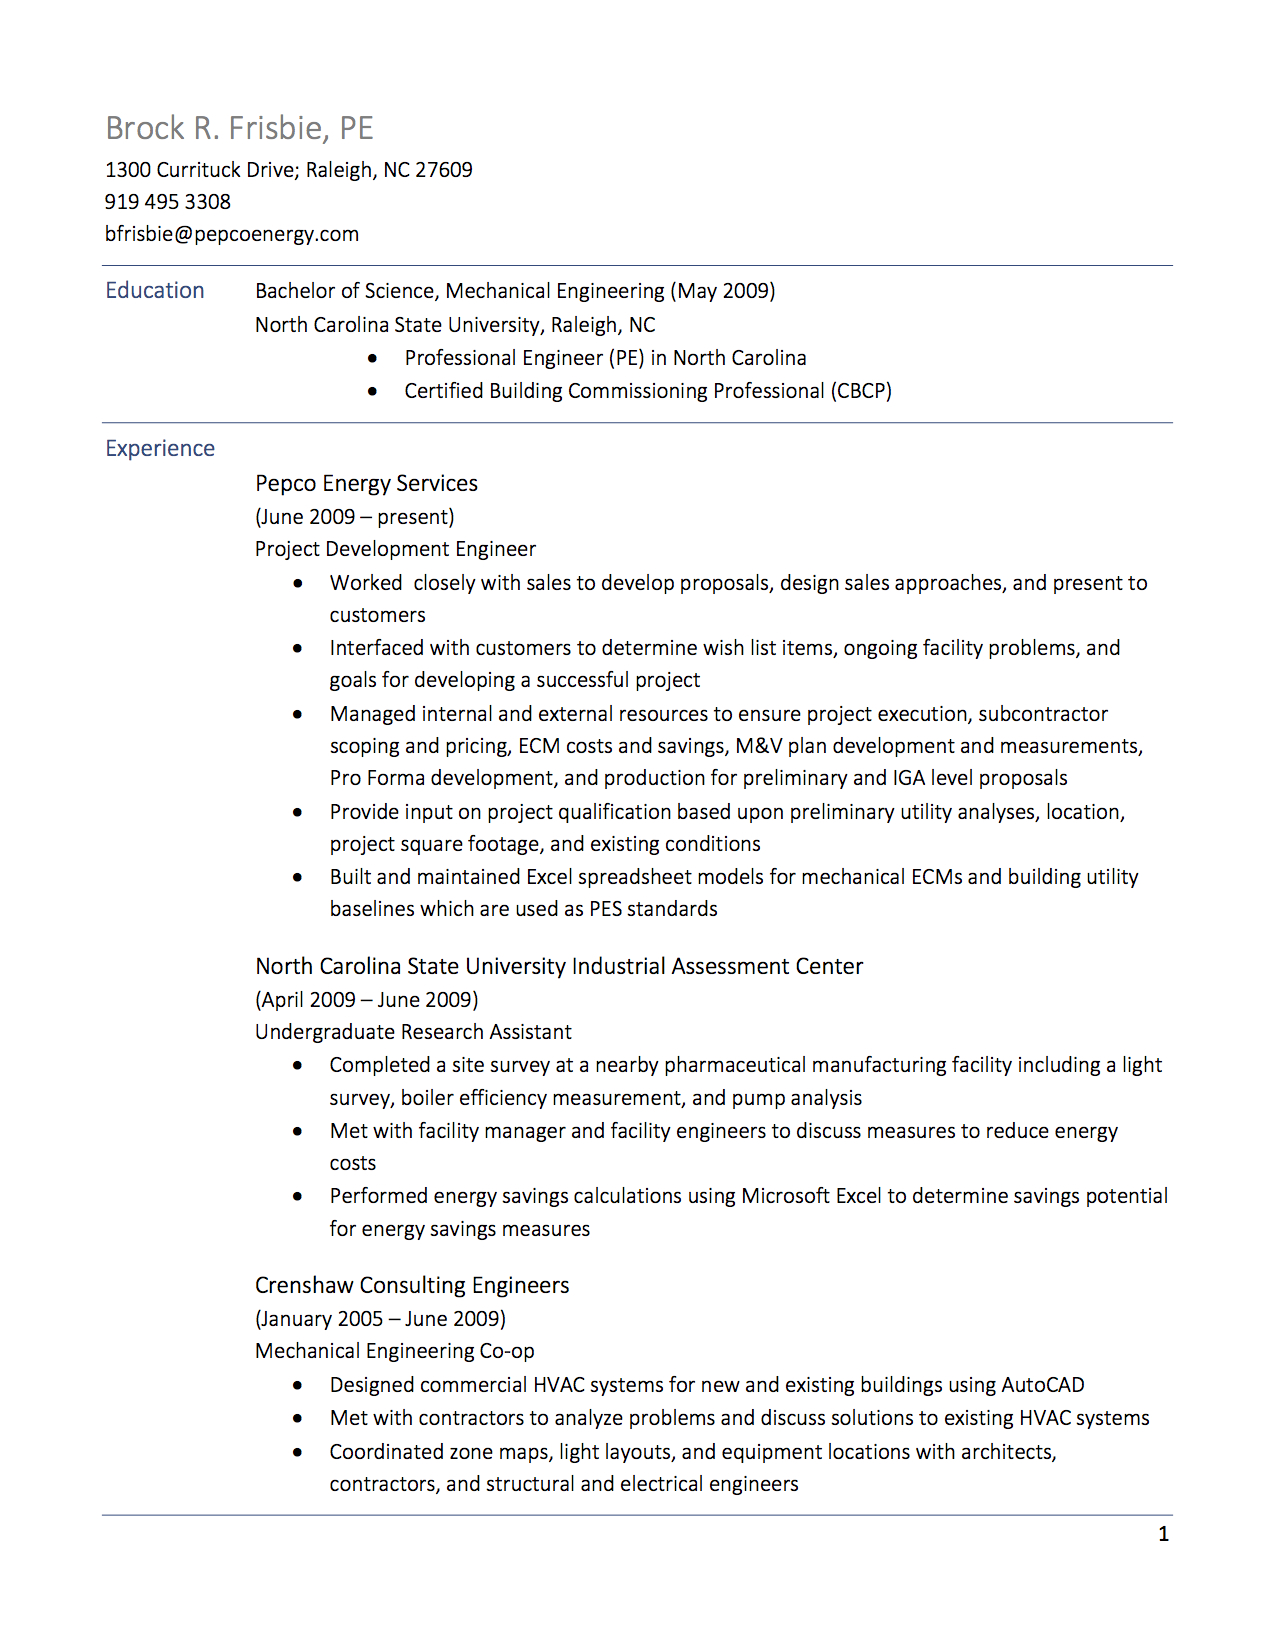 Brock R. Frisbie, PE
1300 Currituck Drive; Raleigh, NC 27609
919 495 3308
bfrisbie@pepcoenergy.com
Education Bachelor of Science, Mechanical Engineering (May 2009)
North Carolina State University, Raleigh, NC
• Professional Engineer (PE) in North Carolina
• Certified Building Commissioning Professional (CBCP)
Experience
Pepco Energy Services
(June 2009 – present)
Project Development Engineer
• Worked  closely with sales to develop proposals, design sales approaches, and present to
customers
• Interfaced with customers to determine wish list items, ongoing facility problems, and
goals for developing a successful project
• Managed internal and external resources to ensure project execution, subcontractor
scoping and pricing, ECM costs and savings, M&V plan development and measurements,
Pro Forma development, and production for preliminary and IGA level proposals
• Provide input on project qualification based upon preliminary utility analyses, location,
project square footage, and existing conditions
• Built and maintained Excel spreadsheet models for mechanical ECMs and building utility
baselines which are used as PES standards
North Carolina State University Industrial Assessment Center
(April 2009 – June 2009)
Undergraduate Research Assistant
• Completed a site survey at a nearby pharmaceutical manufacturing facility including a light
survey, boiler efficiency measurement, and pump analysis
• Met with facility manager and facility engineers to discuss measures to reduce energy
costs
• Performed energy savings calculations using Microsoft Excel to determine savings potential
for energy savings measures
Crenshaw Consulting Engineers
(January 2005 – June 2009)
Mechanical Engineering Co-op
• Designed commercial HVAC systems for new and existing buildings using AutoCAD
• Met with contractors to analyze problems and discuss solutions to existing HVAC systems
• Coordinated zone maps, light layouts, and equipment locations with architects,
contractors, and structural and electrical engineers
1